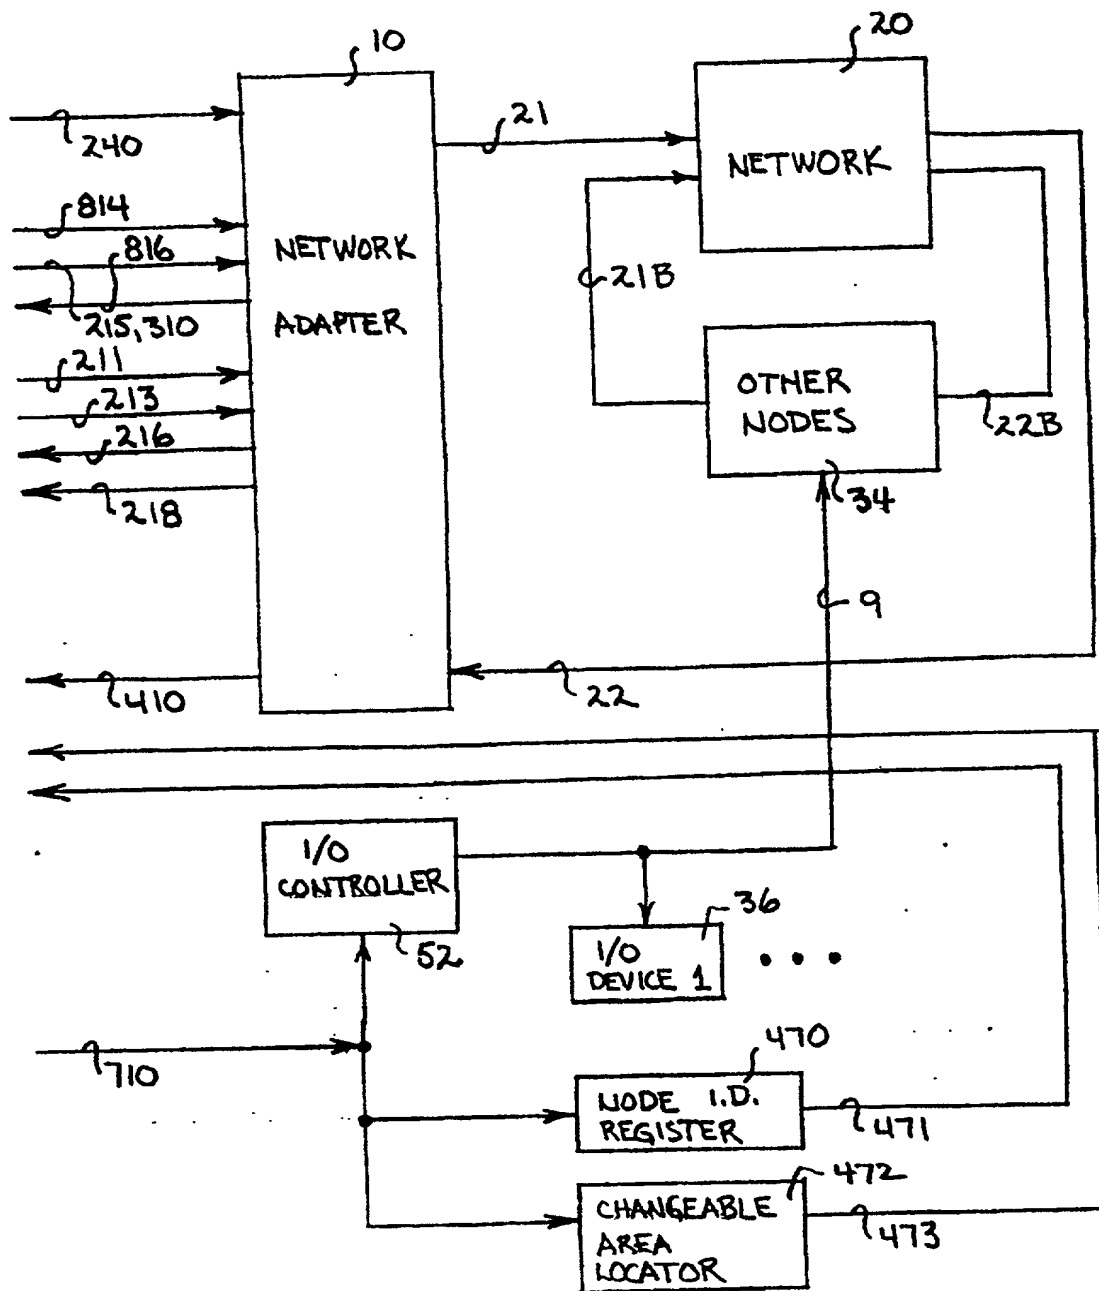 10
20
240
21
NETWORK
814
NETWORK
816
21B
215,310
ADAPTER
211
OTHER
NODES
213
22B
216
34
218
9
410
22
I/O
CONTROLLER
36
52
I/O
DEVICE 1
• • •
470
710
NODE I.D.
REGISTER
471
472
CHANGEABLE
AREA
LOCATOR
473